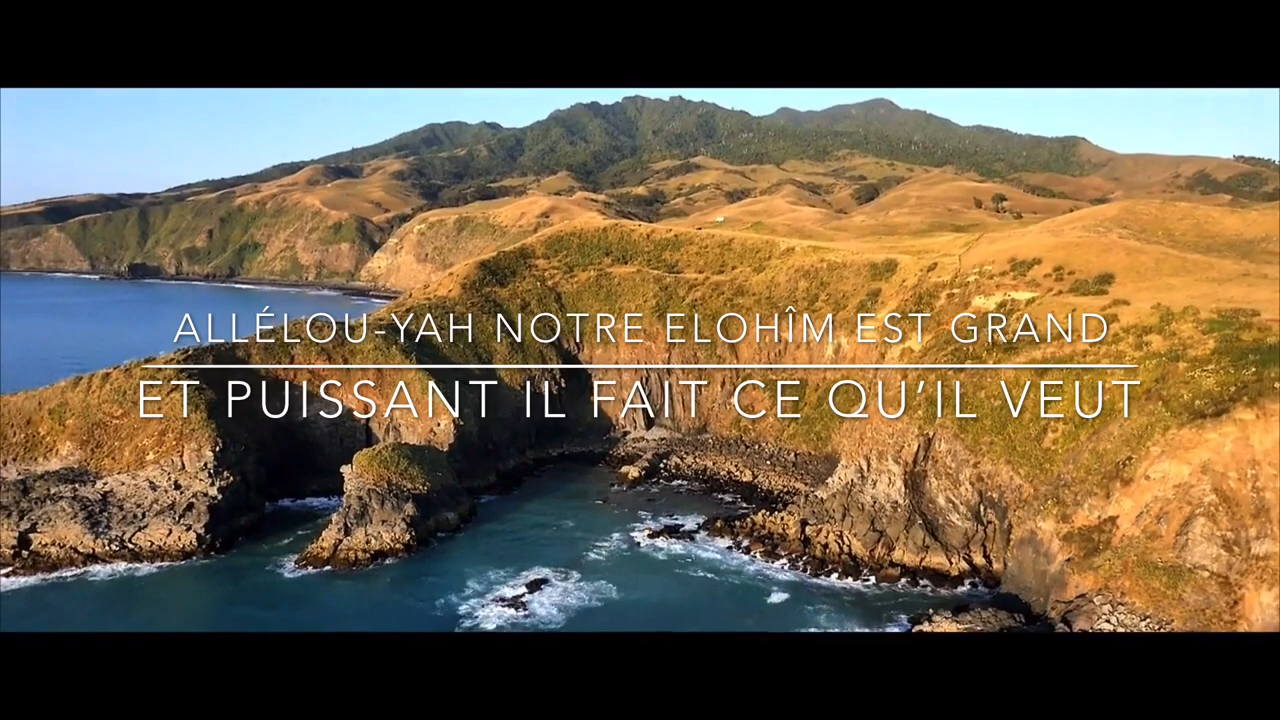 ALLÉLOU-YAH NOTRE ELOHÎM EST GRAND
ET PUISSANT IL FAIT CE QU’IL VEUT